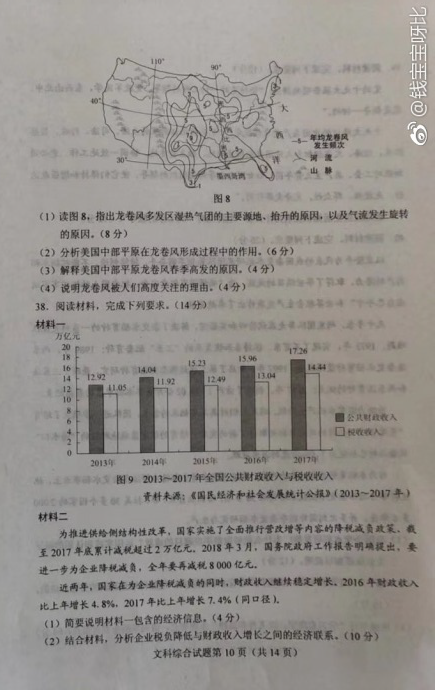 @钱宝宝呀比
110°
90°
40°
30°
大
西
洋
墨西哥湾
年均龙卷风
发生频次
河 流
山 脉
图 8
(1) 读图 8，指出龙卷风多发区湿热气团的主要源地、抬升的原因，以及气流发生旋转
的原因。(8 分)
(2) 分析美国中部平原在龙卷风形成过程中的作用。(6 分)
(3) 解释美国中部平原龙卷风春季高发的原因。(4 分)
(4) 说明龙卷风被人们高度关注的理由。(4 分)
38. 阅读材料，完成下列要求。(14 分)
材料一
万亿元
20
18
16
14
12
10
8
6
4
2
0
12.92
11.05
14.04
11.92
15.23
12.49
15.96
13.04
17.26
14.44
2013年
2014年
2015年
2016年
2017年
公共财政收入
税收收入
图 9 2013~2017 年全国公共财政收入与税收收入
资料来源：《国民经济和社会发展统计公报》(2013~2017 年)
材料二
为推进供给侧结构性改革，国家实施了全面推行营改增等内容的降税减负政策，截
至 2017 年底累计减税超过 2 万亿元。2018 年 3 月，国务院政府工作报告明确提出，要
进一步为企业降税减负，全年要再减税 8 000 亿元。
近两年，国家在为企业降税减负的同时，财政收入继续稳定增长。2016 年财政收入
比上年增长 4.8%，2017 年比上年增长 7.4% (同口径)。
(1) 简要说明材料一包含的经济信息。(4 分)
(2) 结合材料，分析企业税负降低与财政收入增长之间的经济联系。(10 分)
文科综合试题第 10 页 (共 14 页)